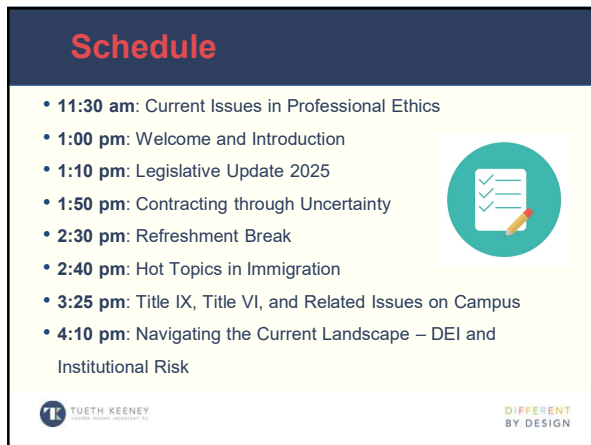 Schedule
• 11:30 am: Current Issues in Professional Ethics
• 1:00 pm: Welcome and Introduction
• 1:10 pm: Legislative Update 2025
• 1:50 pm: Contracting through Uncertainty
• 2:30 pm: Refreshment Break
• 2:40 pm: Hot Topics in Immigration
• 3:25 pm: Title IX, Title VI, and Related Issues on Campus
• 4:10 pm: Navigating the Current Landscape – DEI and
Institutional Risk
TK TUETH KEENEY
DIFFERENT
BY DESIGN